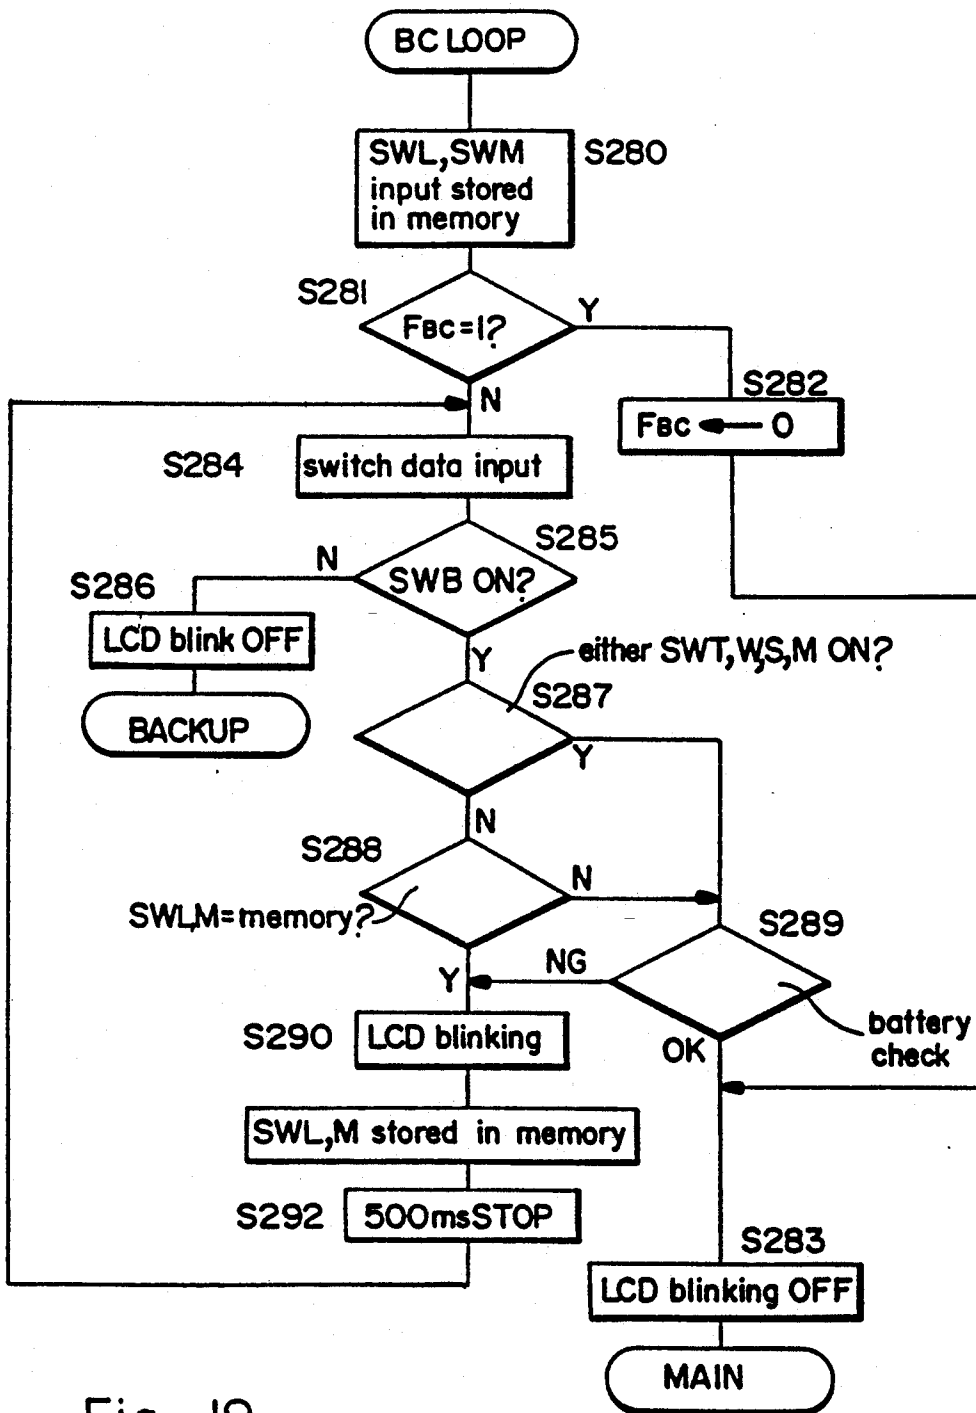 BC LOOP
SWL,SWM
input stored
in memory
S280
S281
FBC=1?
Y
N
S282
FBC ← 0
S284
switch data input
S285
SWB ON?
N
S286
LCD blink OFF
BACKUP
Y
either SWT,W,S,M ON?
S287
Y
N
S288
SWL,M=memory?
N
S289
Y
NG
battery
check
OK
S290
LCD blinking
SWL,M stored in memory
S292
500msSTOP
S283
LCD blinking OFF
MAIN
Fig. 19